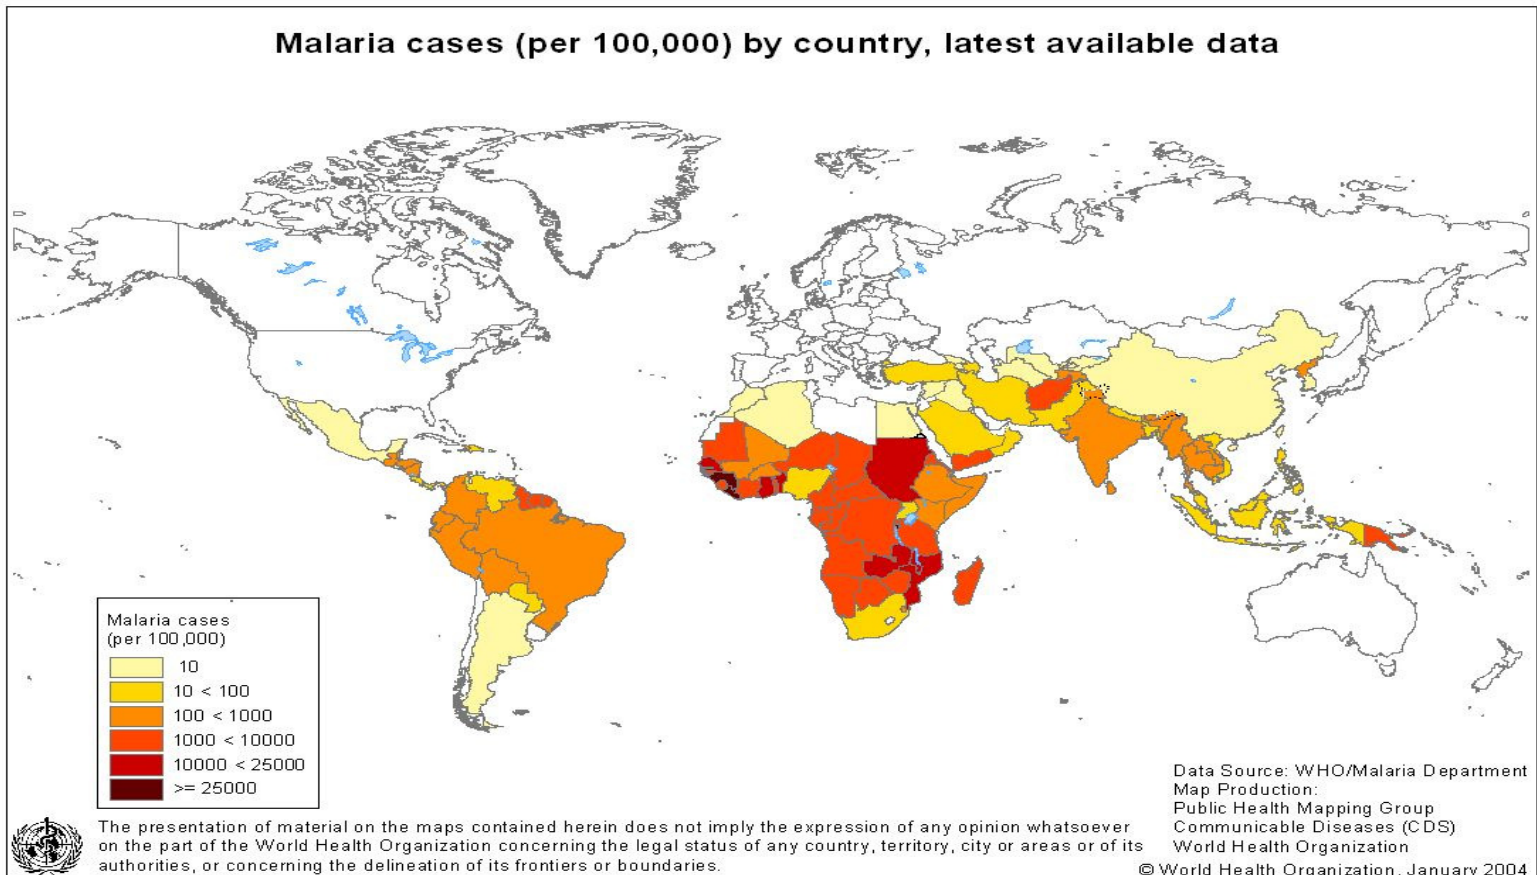 Malaria cases (per 100,000) by country, latest available data
Malaria cases
(per 100,000)
10
10 < 100
100 < 1000
1000 < 10000
10000 < 25000
>= 25000
The presentation of material on the maps contained herein does not imply the expression of any opinion whatsoever
on the part of the World Health Organization concerning the legal status of any country, territory, city or areas or of its
authorities, or concerning the delineation of its frontiers or boundaries.
Data Source: WHO/Malaria Department
Map Production:
Public Health Mapping Group
Communicable Diseases (CDS)
World Health Organization
© World Health Organization, January 2004